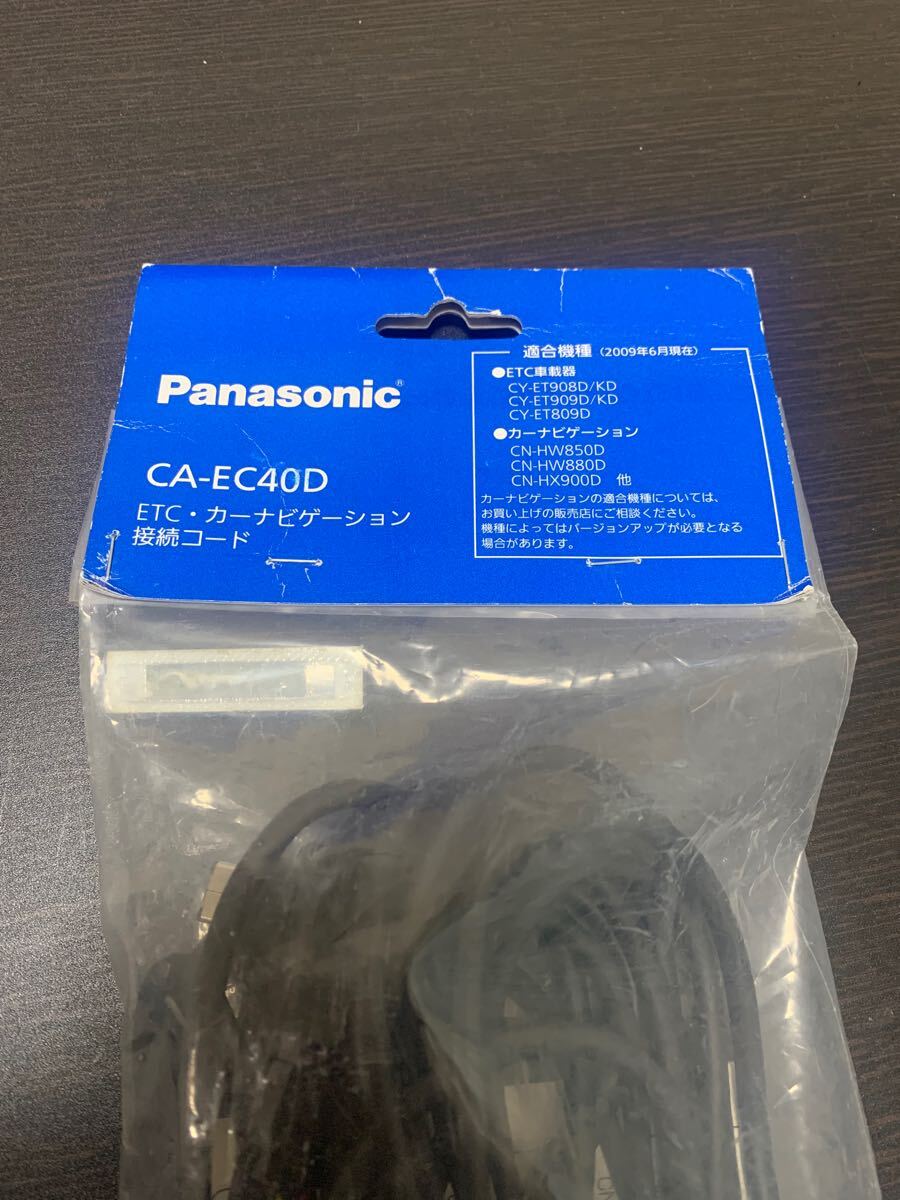 Panasonic®
CA-EC40D
ETC・カーナビゲーション
接続コード
適合機種 (2009年6月現在)
●ETC車載器
CY-ET908D/KD
CY-ET909D/KD
CY-ET809D
●カーナビゲーション
CN-HW850D
CN-HW880D
CN-HX900D 他
カーナビゲーションの適合機種については、
お買い上げの販売店にご相談ください。
機種によってはバージョンアップが必要となる
場合があります。